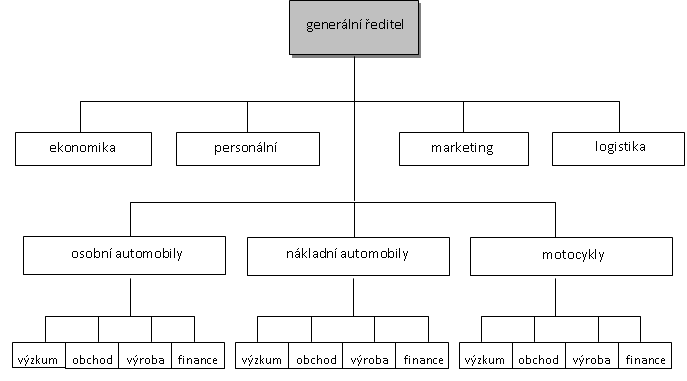 generální ředitel
ekonomika
personální
marketing
logistika
osobní automobily
nákladní automobily
motocykly
výzkum
obchod
výroba
finance
výzkum
obchod
výroba
finance
výzkum
obchod
výroba
finance